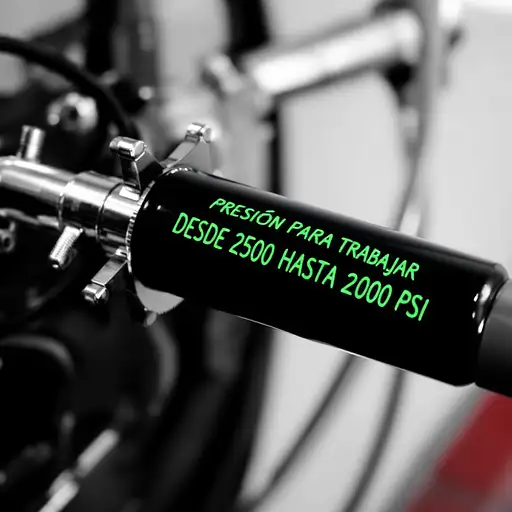 PRESIÓN PARA TRABAJAR
DESDE 2500 HASTA 2000 PSI